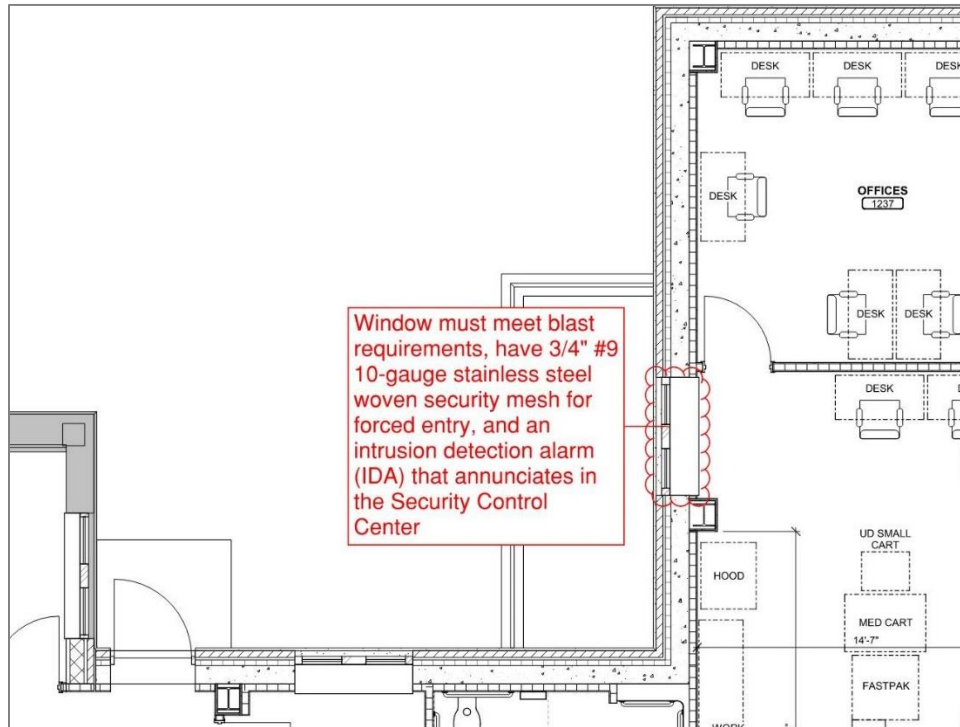 DESK
DESK
DESK
DESK
OFFICES
1237
DESK
DESK
Window must meet blast
requirements, have 3/4" #9
10-gauge stainless steel
woven security mesh for
forced entry, and an
intrusion detection alarm
(IDA) that annunciates in
the Security Control
Center
DESK
UD SMALL
CART
HOOD
MED CART
14'-7"
FASTPAK
WORK